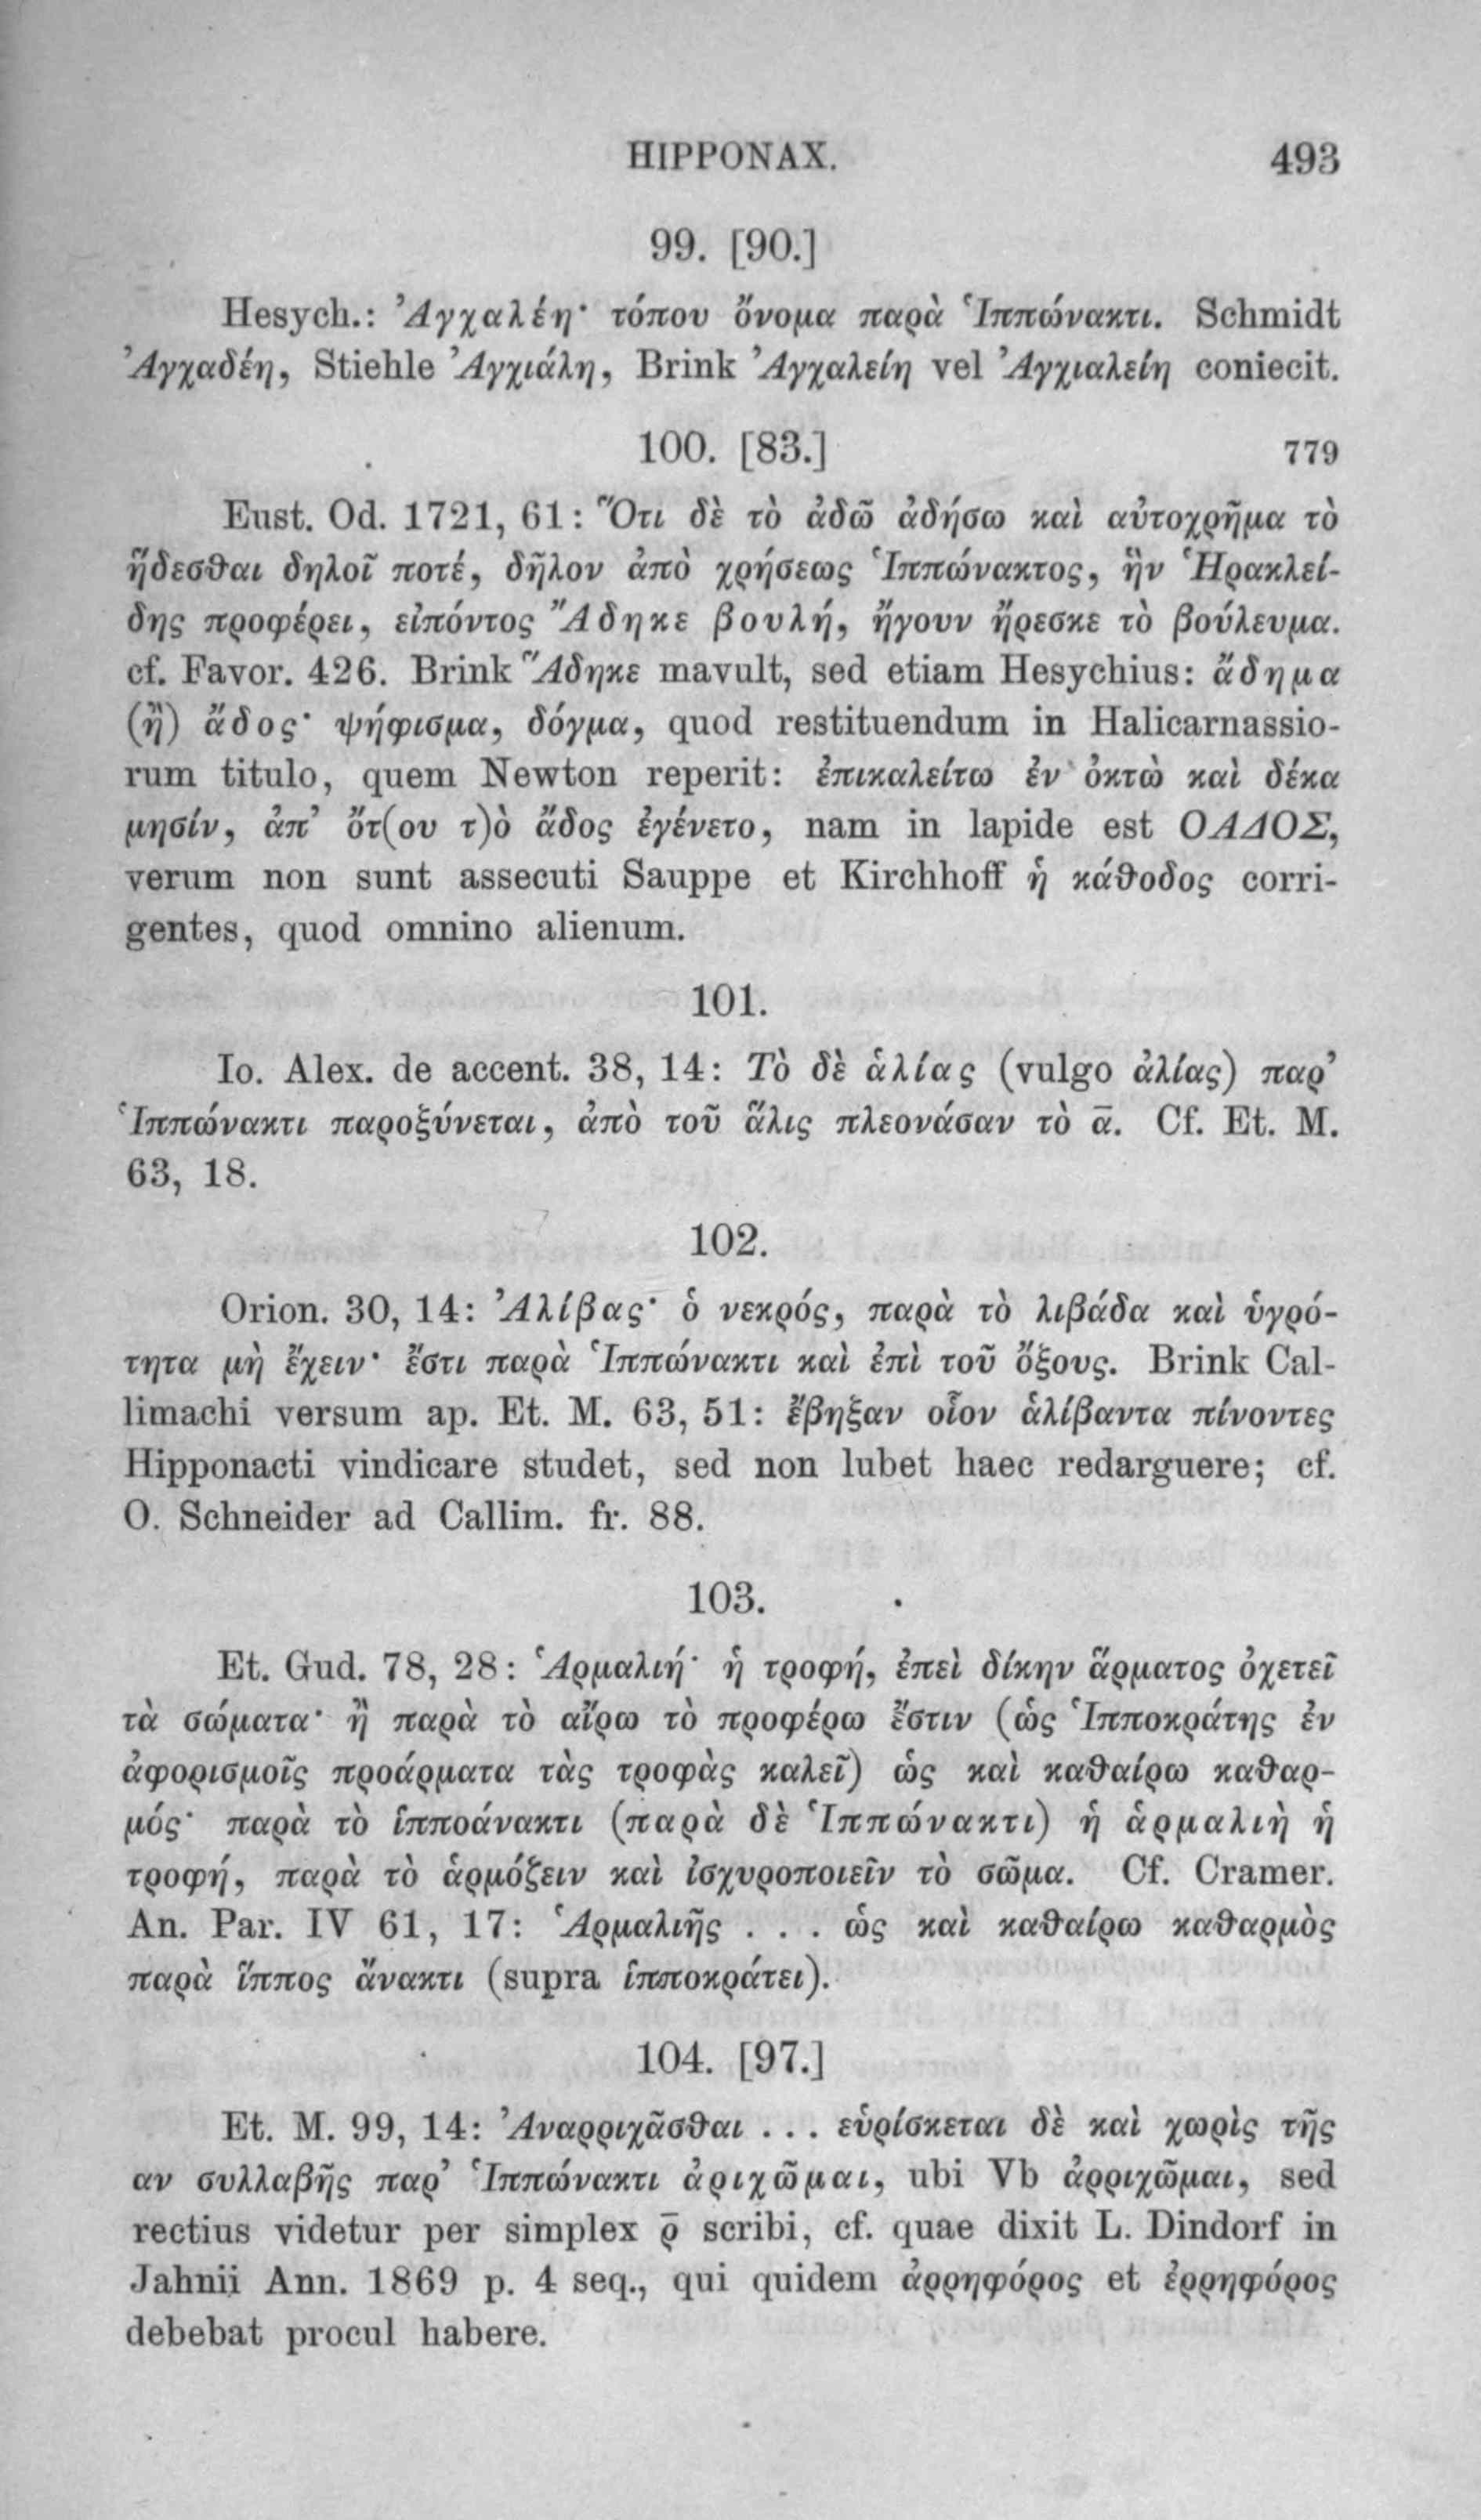 HIPPONAX. 493
99. [90.]
Hesych.: Ἀγχαλέη· τόπου ὄνομα παρὰ Ἱππώνακτι. Schmidt
Ἀγχαδέη, Stiehle Ἀγχιάλη, Brink Ἀγχαλείη vel Ἀγχιαλείη coniecit.
100. [83.] 779
Eust. Od. 1721, 61: Ὅτι δὲ τὸ ἀδῶ ἀδήσω καὶ αὐτοχρῆμα τὸ
ἥδεσθαι δηλοῖ ποτέ, δῆλον ἀπὸ χρήσεως Ἱππώνακτος, ἣν Ἡρακλεί-
δης προφέρει, εἰπόντος Ἄδηκε βουλή, ἤγουν ἤρεσκε τὸ βούλευμα.
cf. Favor. 426. Brink Ἅδηκε mavult, sed etiam Hesychius: ἄδημα
(ἢ) ἄδος· ψήφισμα, δόγμα, quod restituendum in Halicarnassio-
rum titulo, quem Newton reperit: ἐπικαλείτω ἐν ὀκτὼ καὶ δέκα
μησίν, ἀπ’ ὅτ(ου τ)ὸ ἄδος ἐγένετο, nam in lapide est ΟΑΔΟΣ,
verum non sunt assecuti Sauppe et Kirchhoff ἡ κάθοδος corri-
gentes, quod omnino alienum.
101.
Io. Alex. de accent. 38, 14: Τὸ δὲ ἁλίας (vulgo ἀλίας) παρ’
Ἱππώνακτι παροξύνεται, ἀπὸ τοῦ ἅλις πλεονάσαν τὸ ᾱ. Cf. Et. M.
63, 18.
102.
Orion. 30, 14: Ἀλίβας· ὁ νεκρός, παρὰ τὸ λιβάδα καὶ ὑγρό-
τητα μὴ ἔχειν· ἔστι παρὰ Ἱππώνακτι καὶ ἐπὶ τοῦ ὄξους. Brink Cal-
limachi versum ap. Et. M. 63, 51: ἔβηξαν οἷον ἀλίβαντα πίνοντες
Hipponacti vindicare studet, sed non lubet haec redarguere; cf.
O. Schneider ad Callim. fr. 88.
103.
Et. Gud. 78, 28: Ἁρμαλιή· ἡ τροφή, ἐπεὶ δίκην ἅρματος ὀχετεῖ
τὰ σώματα· ἢ παρὰ τὸ αἴρω τὸ προφέρω ἔστιν (ὡς Ἱπποκράτης ἐν
ἀφορισμοῖς προάρματα τὰς τροφὰς καλεῖ) ὡς καὶ καθαίρω καθαρ-
μός· παρὰ τὸ ἱπποάνακτι (παρὰ δὲ Ἱππώνακτι) ἡ ἁρμαλιὴ ἡ
τροφή, παρὰ τὸ ἁρμόζειν καὶ ἰσχυροποιεῖν τὸ σῶμα. Cf. Cramer.
An. Par. IV 61, 17: Ἁρμαλιῆς . . . ὡς καὶ καθαίρω καθαρμὸς
παρὰ ἵππος ἄνακτι (supra ἱπποκράτει).
104. [97.]
Et. M. 99, 14: Ἀναρριχᾶσθαι . . . εὑρίσκεται δὲ καὶ χωρὶς τῆς
αν συλλαβῆς παρ’ Ἱππώνακτι ἀριχῶμαι, ubi Vb ἀρριχῶμαι, sed
rectius videtur per simplex ρ̄ scribi, cf. quae dixit L. Dindorf in
Jahnii Ann. 1869 p. 4 seq., qui quidem ἀρρηφόρος et ἐρρηφόρος
debebat procul habere.